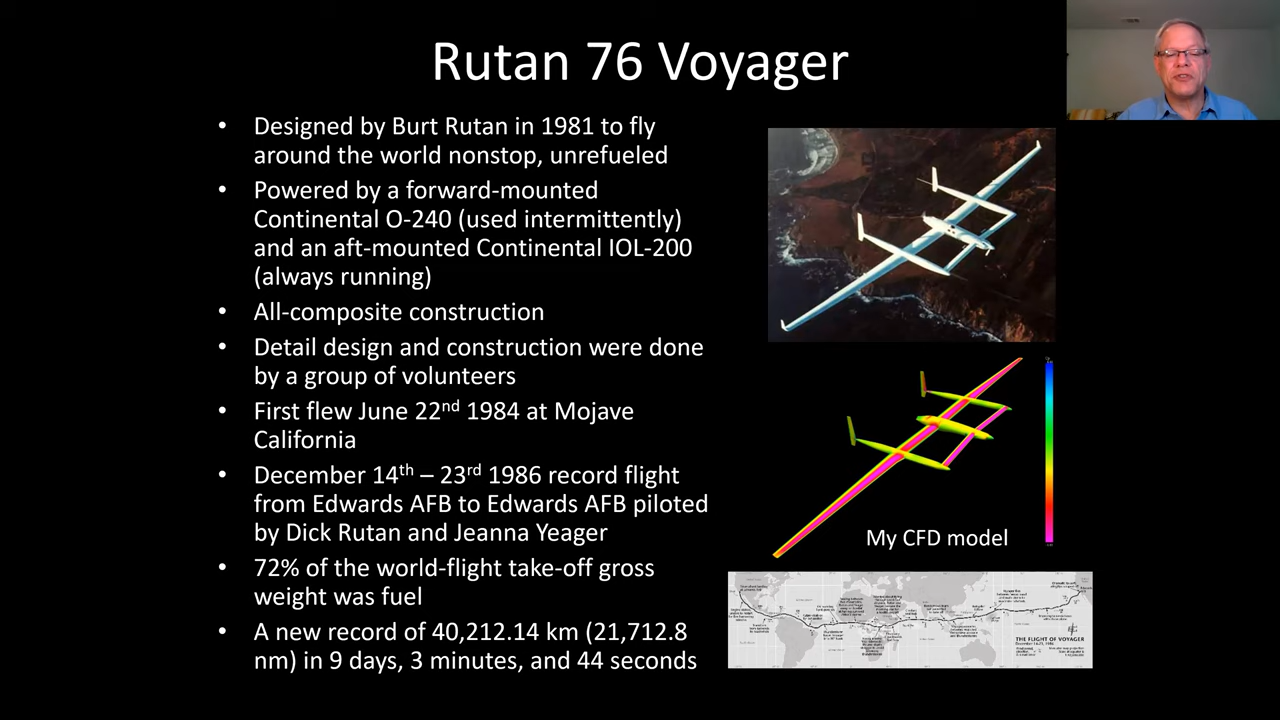 Rutan 76 Voyager
• Designed by Burt Rutan in 1981 to fly
around the world nonstop, unrefueled
• Powered by a forward-mounted
Continental O-240 (used intermittently)
and an aft-mounted Continental IOL-200
(always running)
• All-composite construction
• Detail design and construction were done
by a group of volunteers
• First flew June 22nd 1984 at Mojave
California
• December 14th – 23rd 1986 record flight
from Edwards AFB to Edwards AFB piloted
by Dick Rutan and Jeanna Yeager
• 72% of the world-flight take-off gross
weight was fuel
• A new record of 40,212.14 km (21,712.8
nm) in 9 days, 3 minutes, and 44 seconds
My CFD model
THE FLIGHT OF VOYAGER